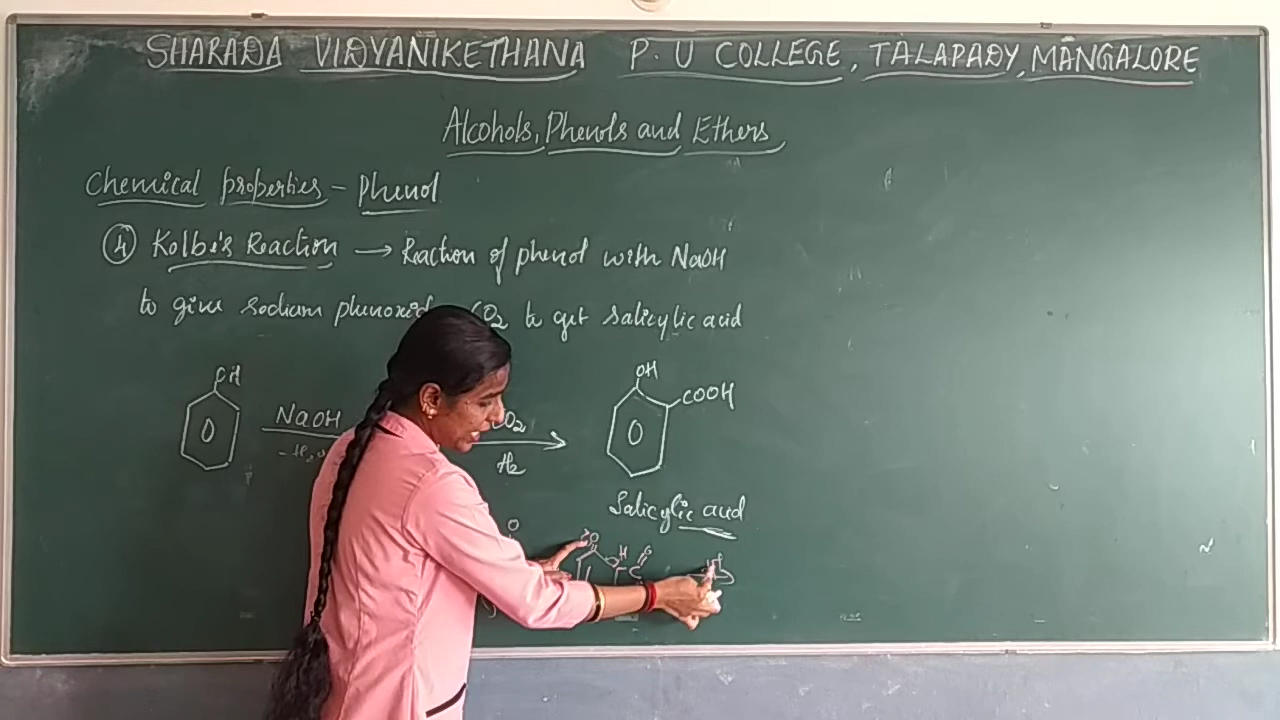 SHARADA VIDYANIKETHANA P.U COLLEGE, TALAPADY, MANGALORE
Alcohols, Phenols and Ethers
Chemical properties - Phenol
④ Kolbe's Reaction → Reaction of phenol with NaOH
to give sodium CO2 to get salicylic acid
OH
NaOH
OH
COOH
Salicylic acid